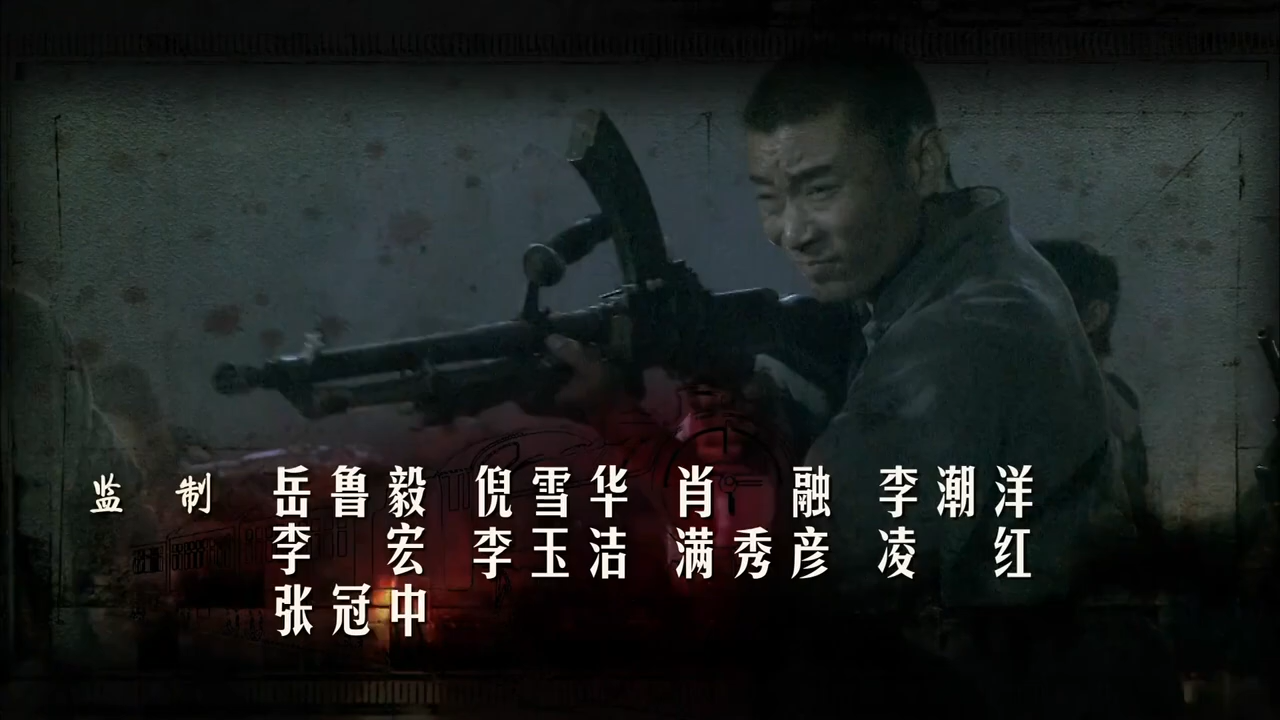 监 制 岳鲁毅 倪雪华 肖 融 李潮洋
李 宏 李玉洁 满秀彦 凌 红
张冠中